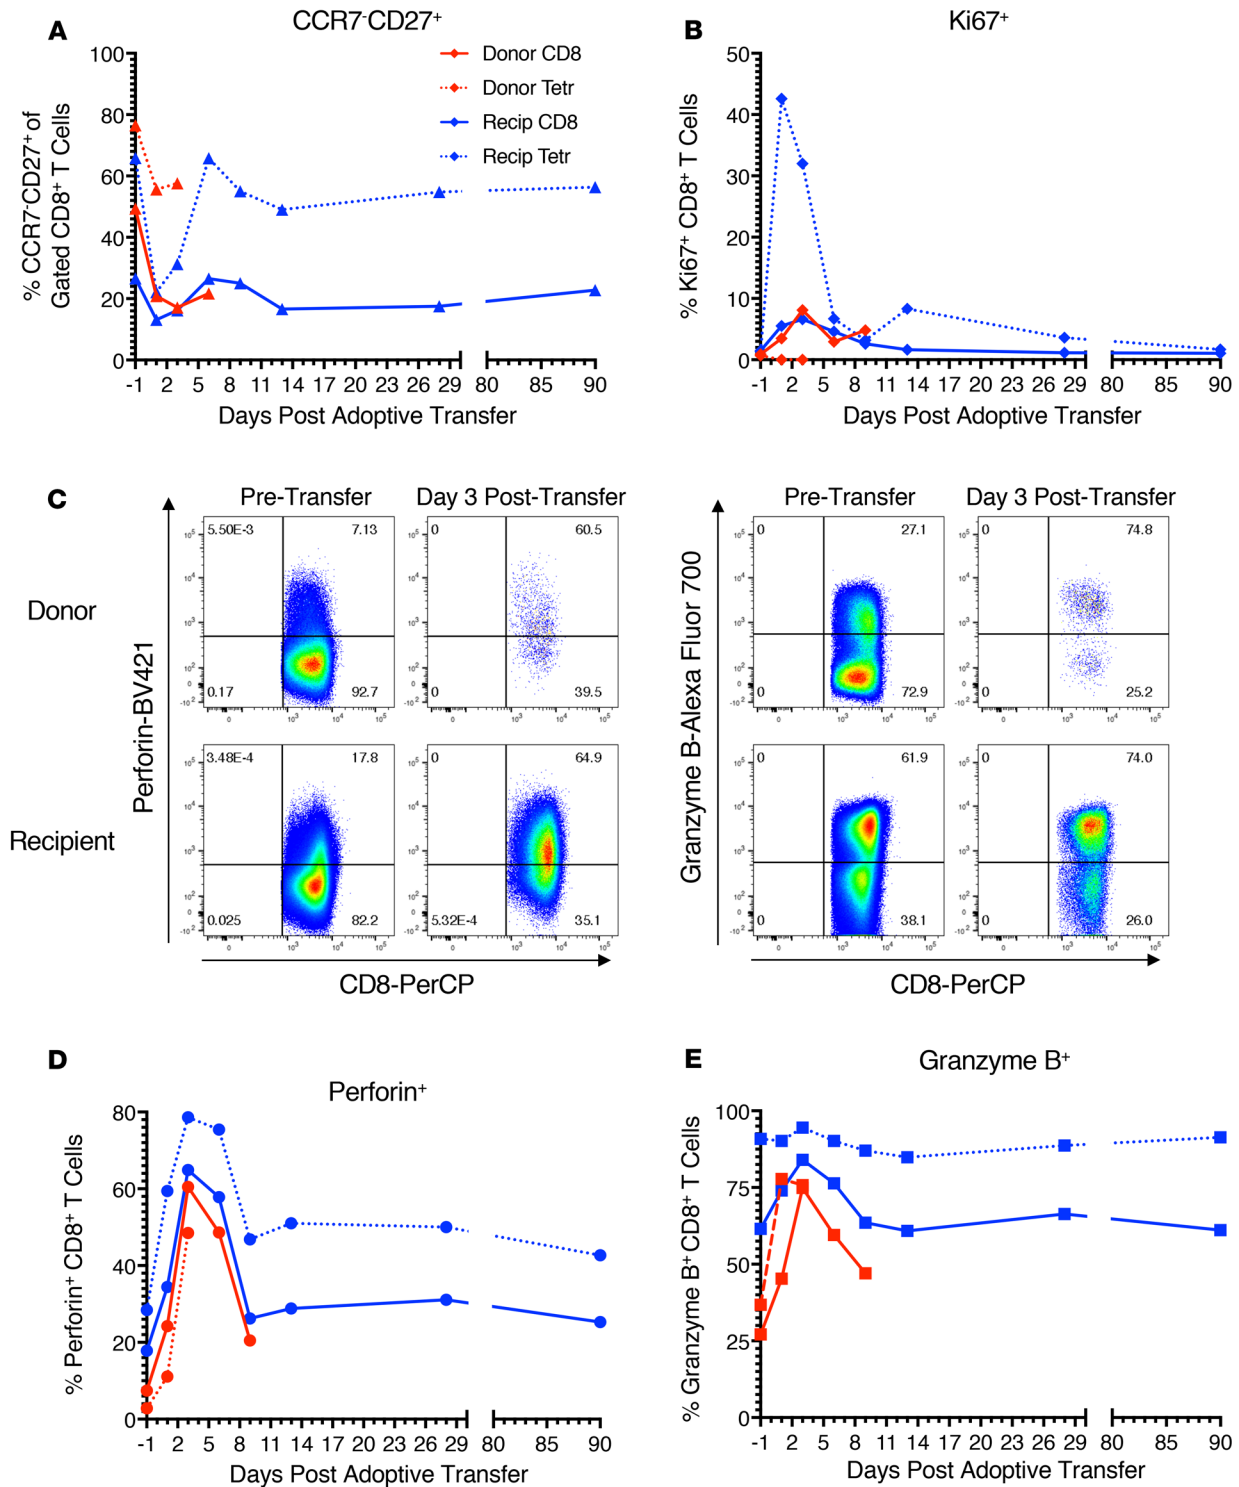 A
CCR7⁻CD27⁺
% CCR7⁻CD27⁺ of
Gated CD8⁺ T Cells
100
80
60
40
20
0
Donor CD8
Donor Tetr
Recip CD8
Recip Tetr
-1 2 5 8 11 14 17 20 23 26 29 80 85 90
Days Post Adoptive Transfer
B
Ki67⁺
% Ki67⁺ CD8⁺ T Cells
50
40
30
20
10
0
-1 2 5 8 11 14 17 20 23 26 29 80 85 90
Days Post Adoptive Transfer
C
Pre-Transfer Day 3 Post-Transfer
Pre-Transfer Day 3 Post-Transfer
Donor
Recipient
Perforin-BV421
5.50E-3 7.13
0.17 92.7
0 60.5
0 39.5
3.48E-4 17.8
0.025 82.2
0 64.9
5.32E-4 35.1
CD8-PerCP
Granzyme B-Alexa Fluor 700
0 27.1
0 72.9
0 74.8
0 25.2
0 61.9
0 38.1
0 74.0
0 26.0
CD8-PerCP
D
Perforin⁺
% Perforin⁺ CD8⁺ T Cells
80
60
40
20
0
-1 2 5 8 11 14 17 20 23 26 29 80 85 90
Days Post Adoptive Transfer
E
Granzyme B⁺
% Granzyme B⁺ CD8⁺ T Cells
100
75
50
25
0
-1 2 5 8 11 14 17 20 23 26 29 80 85 90
Days Post Adoptive Transfer